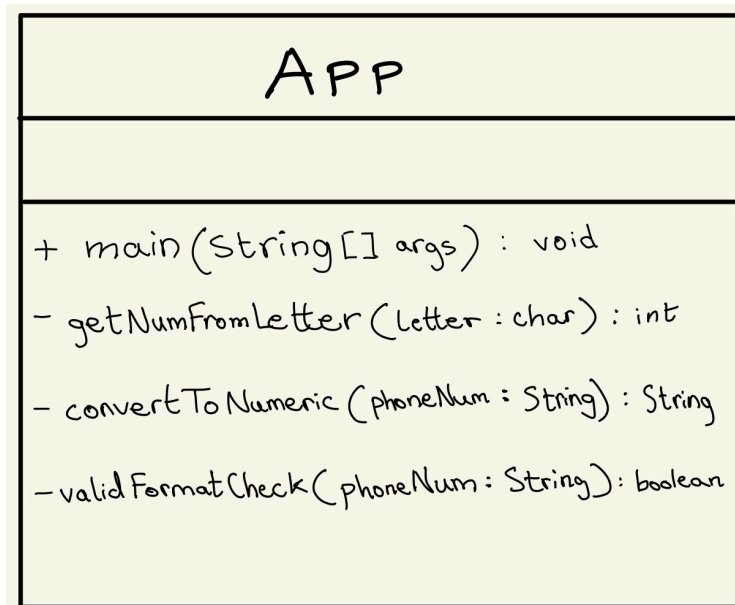 App
+ main(String[] args) : void
- getNumFromLetter(letter : char) : int
- convertToNumeric(phoneNum : String) : String
- validFormatCheck(phoneNum : String) : boolean